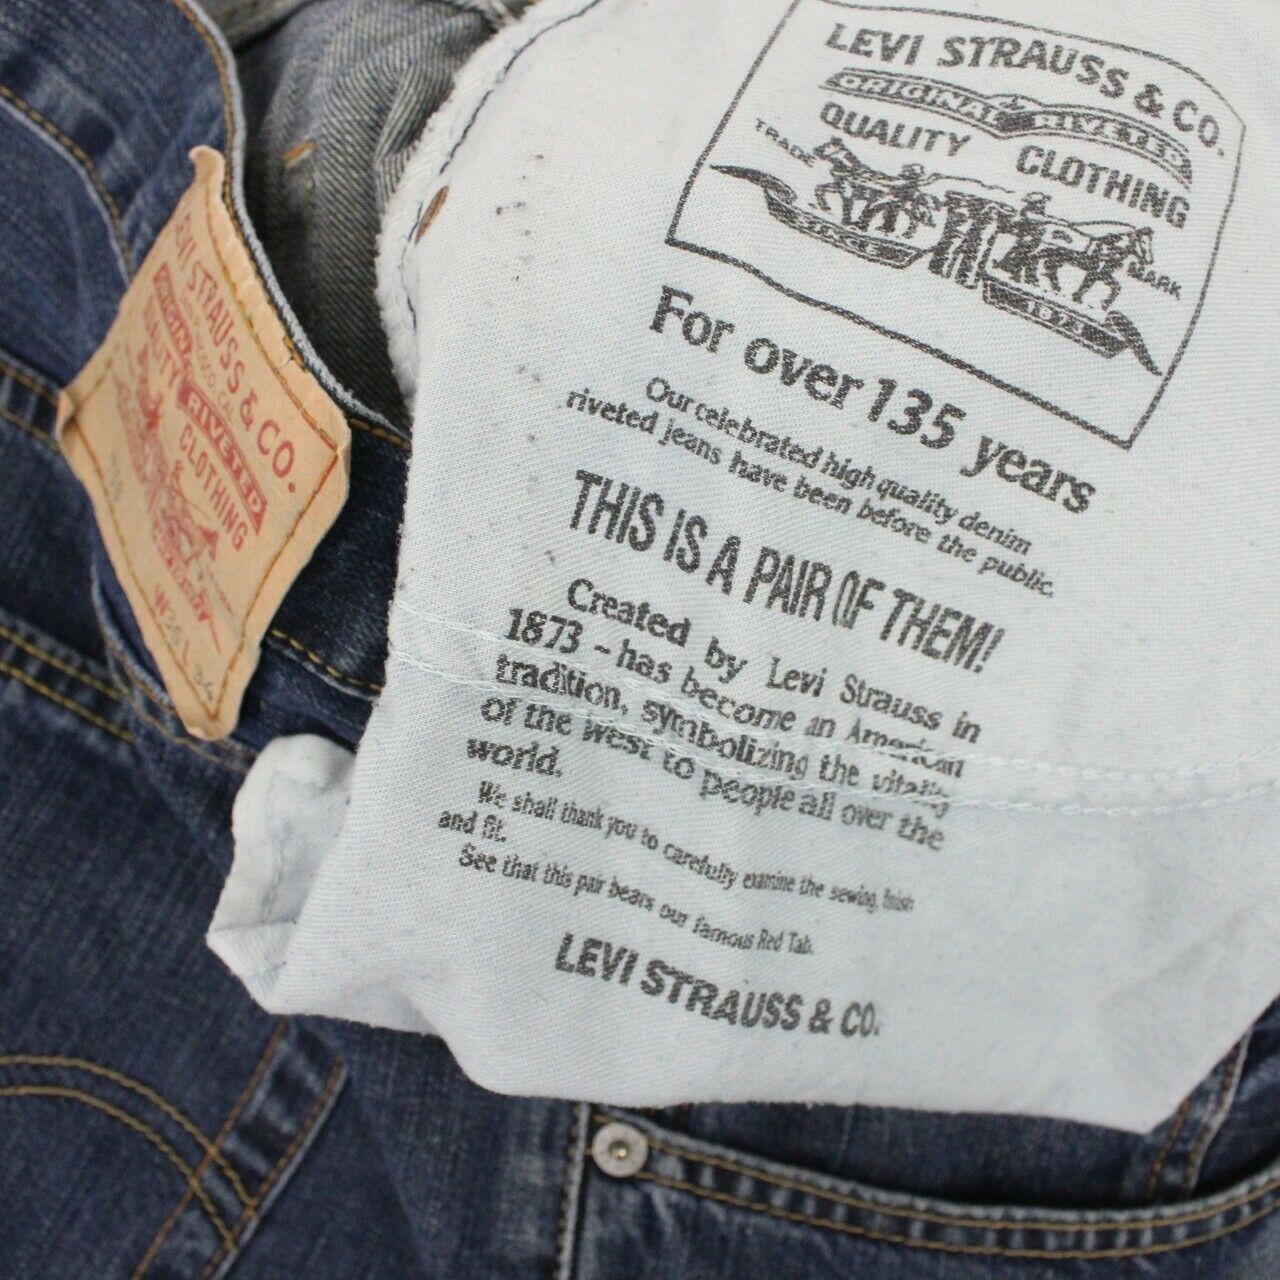 LEVI STRAUSS & CO.
ORIGINAL RIVETED
QUALITY CLOTHING
TRADE MARK
SINCE 1873
For over 135 years
Our celebrated high quality denim
riveted jeans have been before the public.
THIS IS A PAIR OF THEM!
Created by Levi Strauss in
1873 - has become an American
tradition, symbolizing the vitality
of the west to people all over the
world.
We shall thank you to carefully examine the sewing, finish
and fit.
See that this pair bears our famous Red Tab.
LEVI STRAUSS & CO.
LEVI STRAUSS & CO.
RIVETED
QUALITY CLOTHING